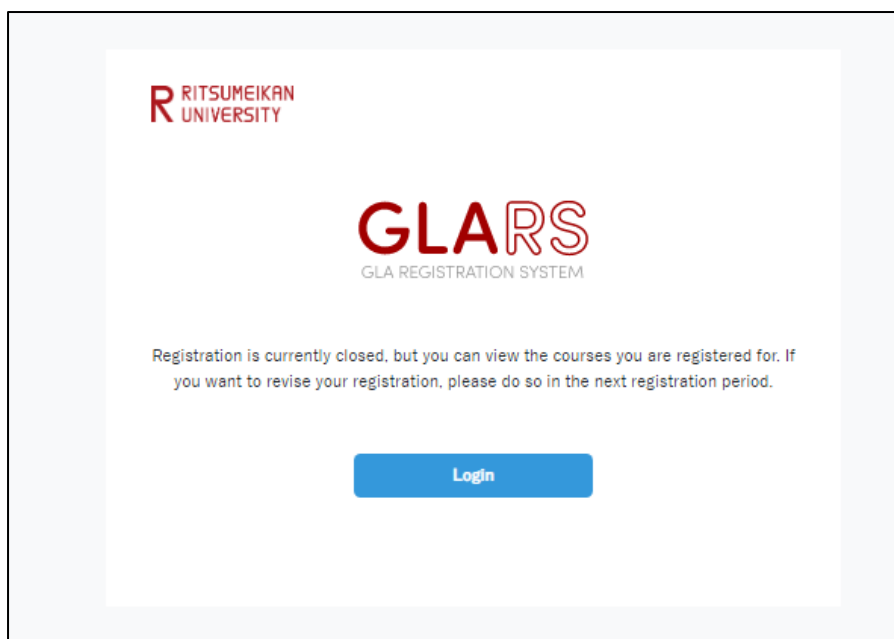 RITSUMEIKAN
UNIVERSITY
GLARS
GLA REGISTRATION SYSTEM
Registration is currently closed, but you can view the courses you are registered for. If
you want to revise your registration, please do so in the next registration period.
Login